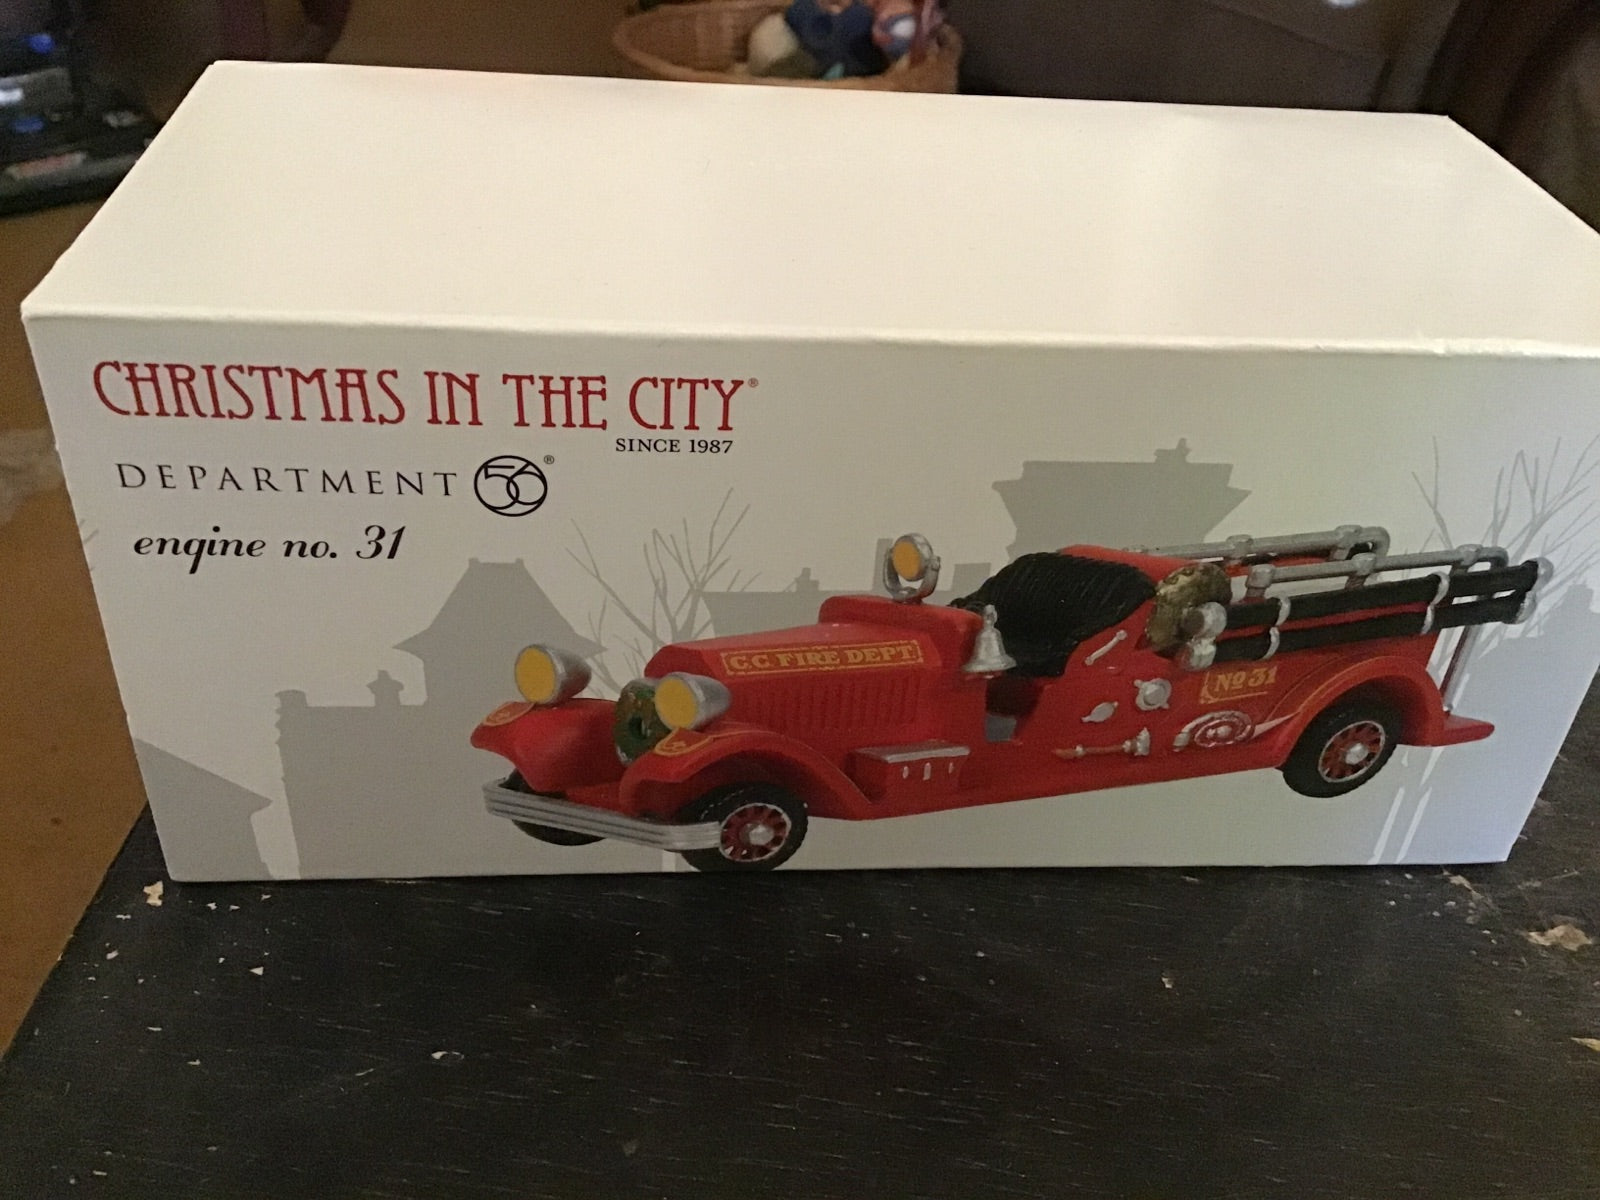 CHRISTMAS IN THE CITY®
SINCE 1987
DEPARTMENT 56®
engine no. 31
C.C. FIRE DEPT.
No 31